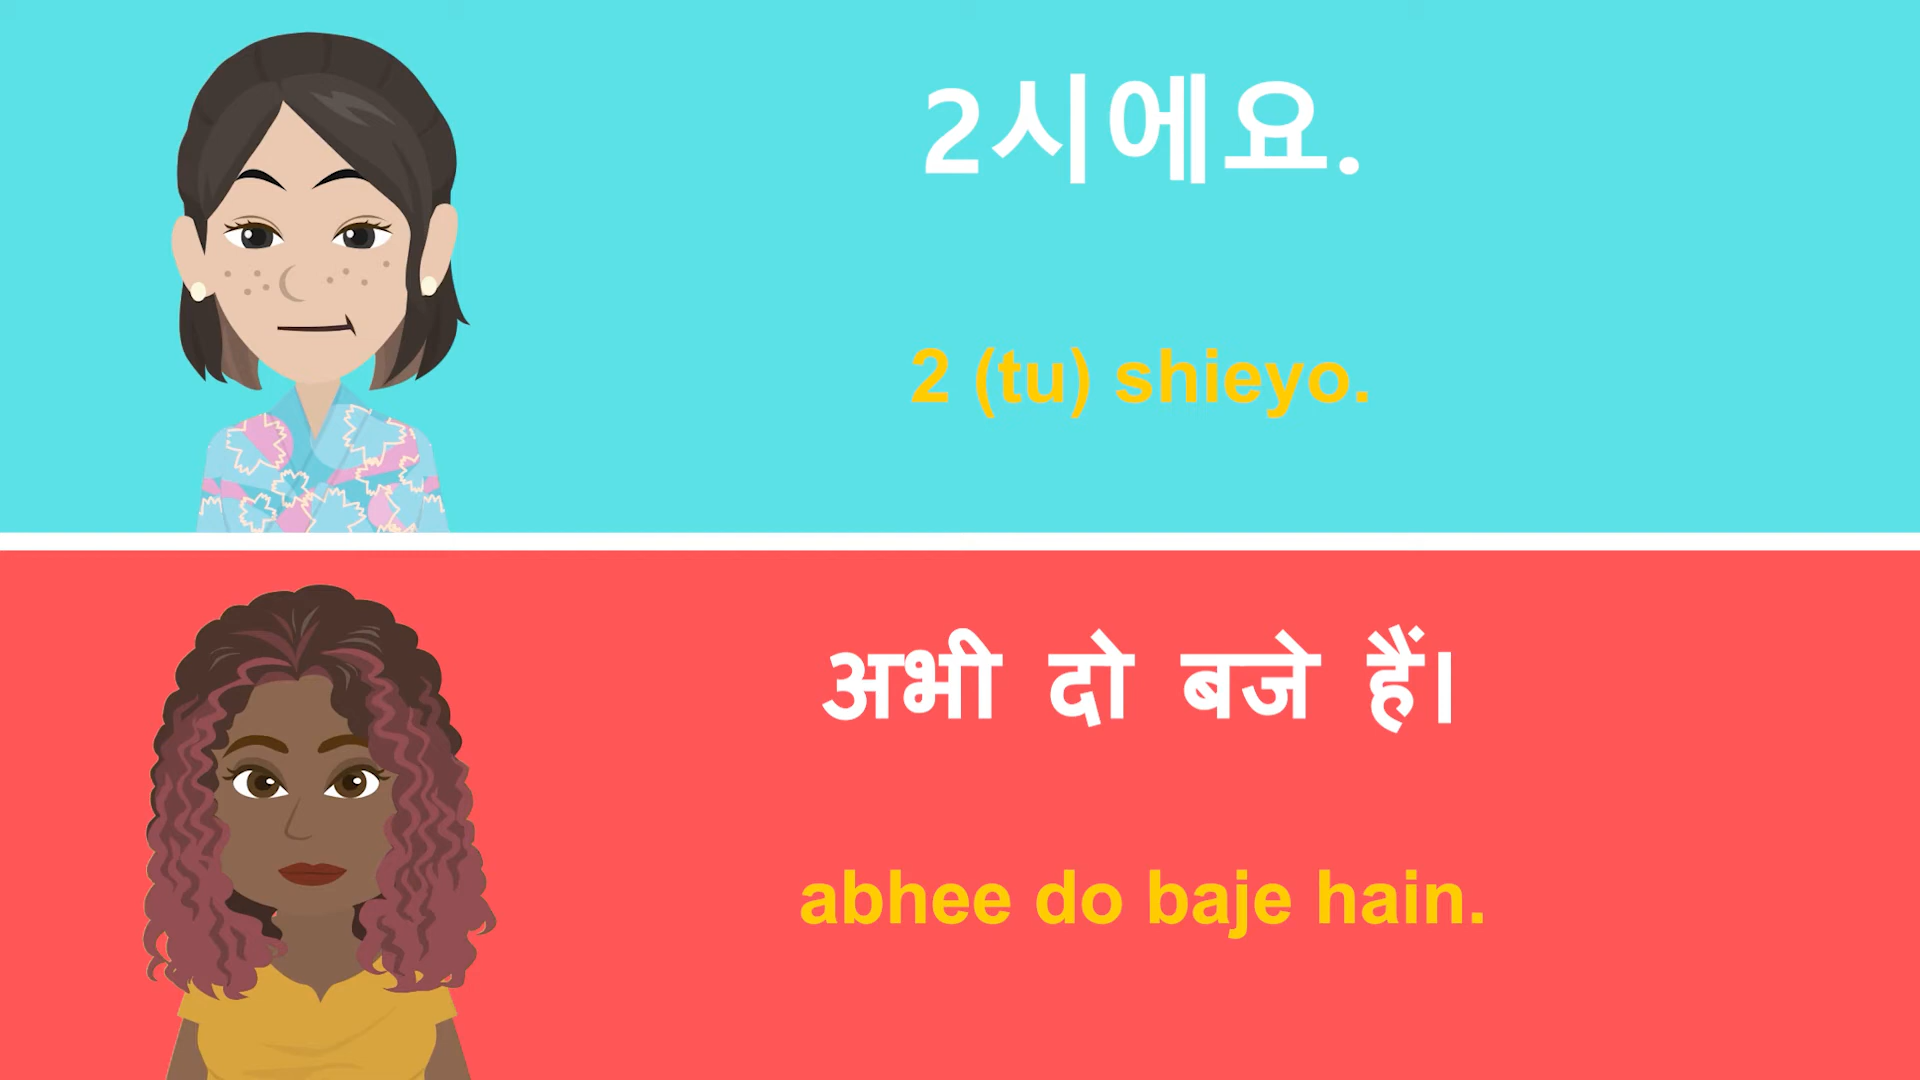 2시에요.
2 (tu) shieyo.
अभी दो बजे हैं।
abhee do baje hain.